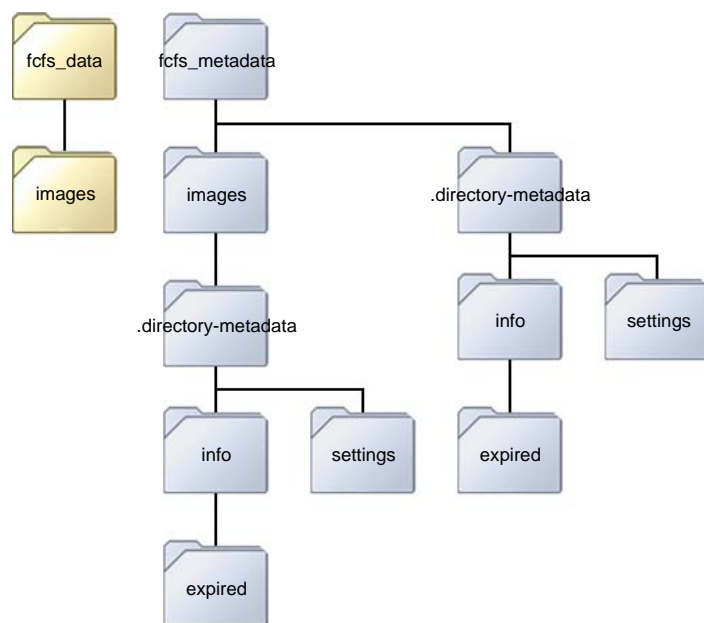 fcfs_data
fcfs_metadata
images
images
.directory-metadata
.directory-metadata
info
settings
info
settings
expired
expired